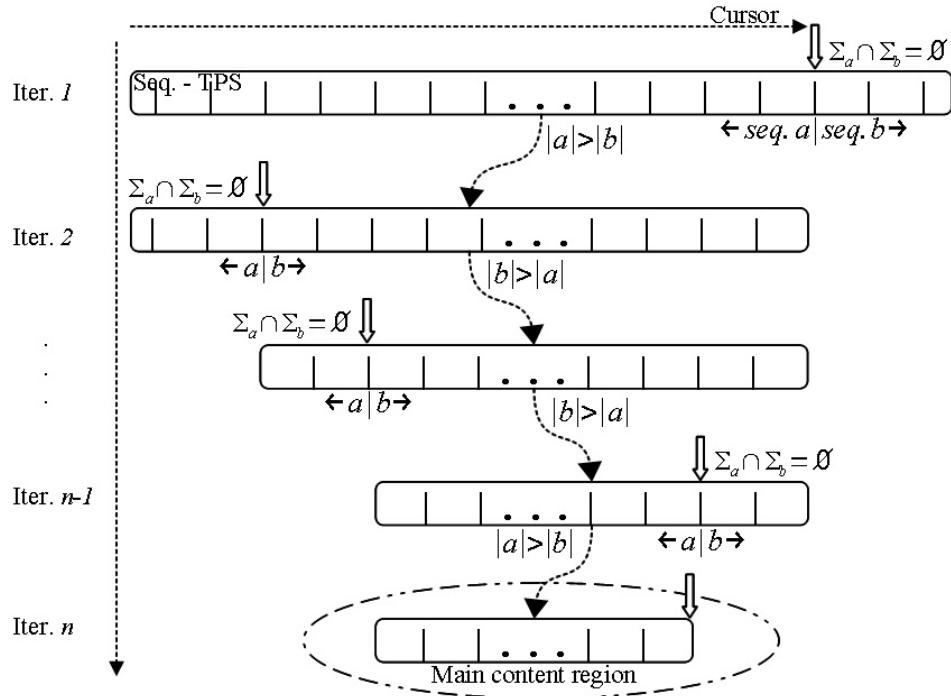 Cursor
Σa ∩ Σb = Ø
Iter. 1
Seq. - TPS
. . .
← seq. a | seq. b →
|a|>|b|
Σa ∩ Σb = Ø
Iter. 2
. . .
← a | b →
|b|>|a|
Σa ∩ Σb = Ø
.
.
.
. . .
← a | b →
|b|>|a|
Σa ∩ Σb = Ø
Iter. n-1
. . .
|a|>|b|
← a | b →
Iter. n
. . .
Main content region